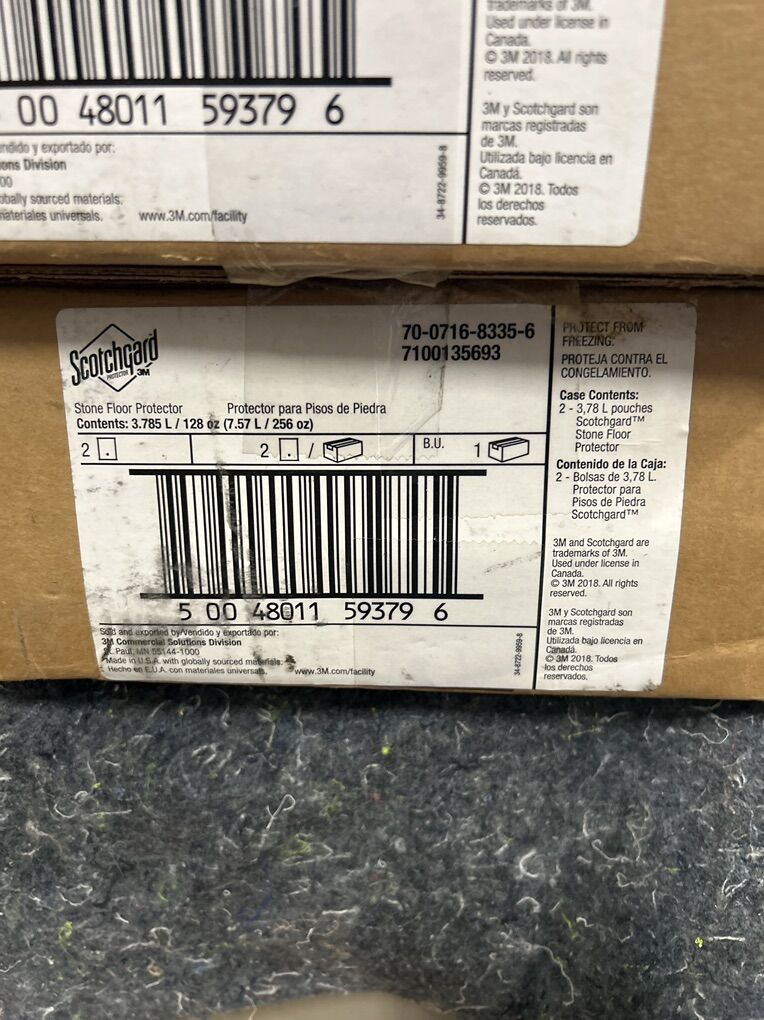 trademarks of 3M.
Used under license in
Canada.
© 3M 2018. All rights
reserved.
3M y Scotchgard son
marcas registradas
de 3M.
Utilizada bajo licencia en
Canadá.
© 3M 2018. Todos
los derechos
reservados.
00 48011 59379 6
exportado por:
Division
00
sourced materials.
materiales universals.
www.3M.com/facility
34-8722-9959-8
Scotchgard
PROTECTOR 3M
70-0716-8335-6
7100135693
Stone Floor Protector
Protector para Pisos de Piedra
Contents: 3.785 L / 128 oz (7.57 L / 256 oz)
2
2 /
B.U.
1
5 00 48011 59379 6
Sold and exported by/Vendido y exportado por:
3M Commercial Solutions Division
St. Paul, MN 55144-1000
Made in U.S.A. with globally sourced materials.
Hecho en E.U.A. con materiales universals.
www.3M.com/facility
34-8722-9959-8
PROTECT FROM
FREEZING.
PROTEJA CONTRA EL
CONGELAMIENTO.
Case Contents:
2 - 3,78 L pouches
Scotchgard™
Stone Floor
Protector
Contenido de la Caja:
2 - Bolsas de 3,78 L.
Protector para
Pisos de Piedra
Scotchgard™
3M and Scotchgard are
trademarks of 3M.
Used under license in
Canada.
© 3M 2018. All rights
reserved.
3M y Scotchgard son
marcas registradas
de 3M.
Utilizada bajo licencia en
Canadá.
© 3M 2018. Todos
los derechos
reservados.